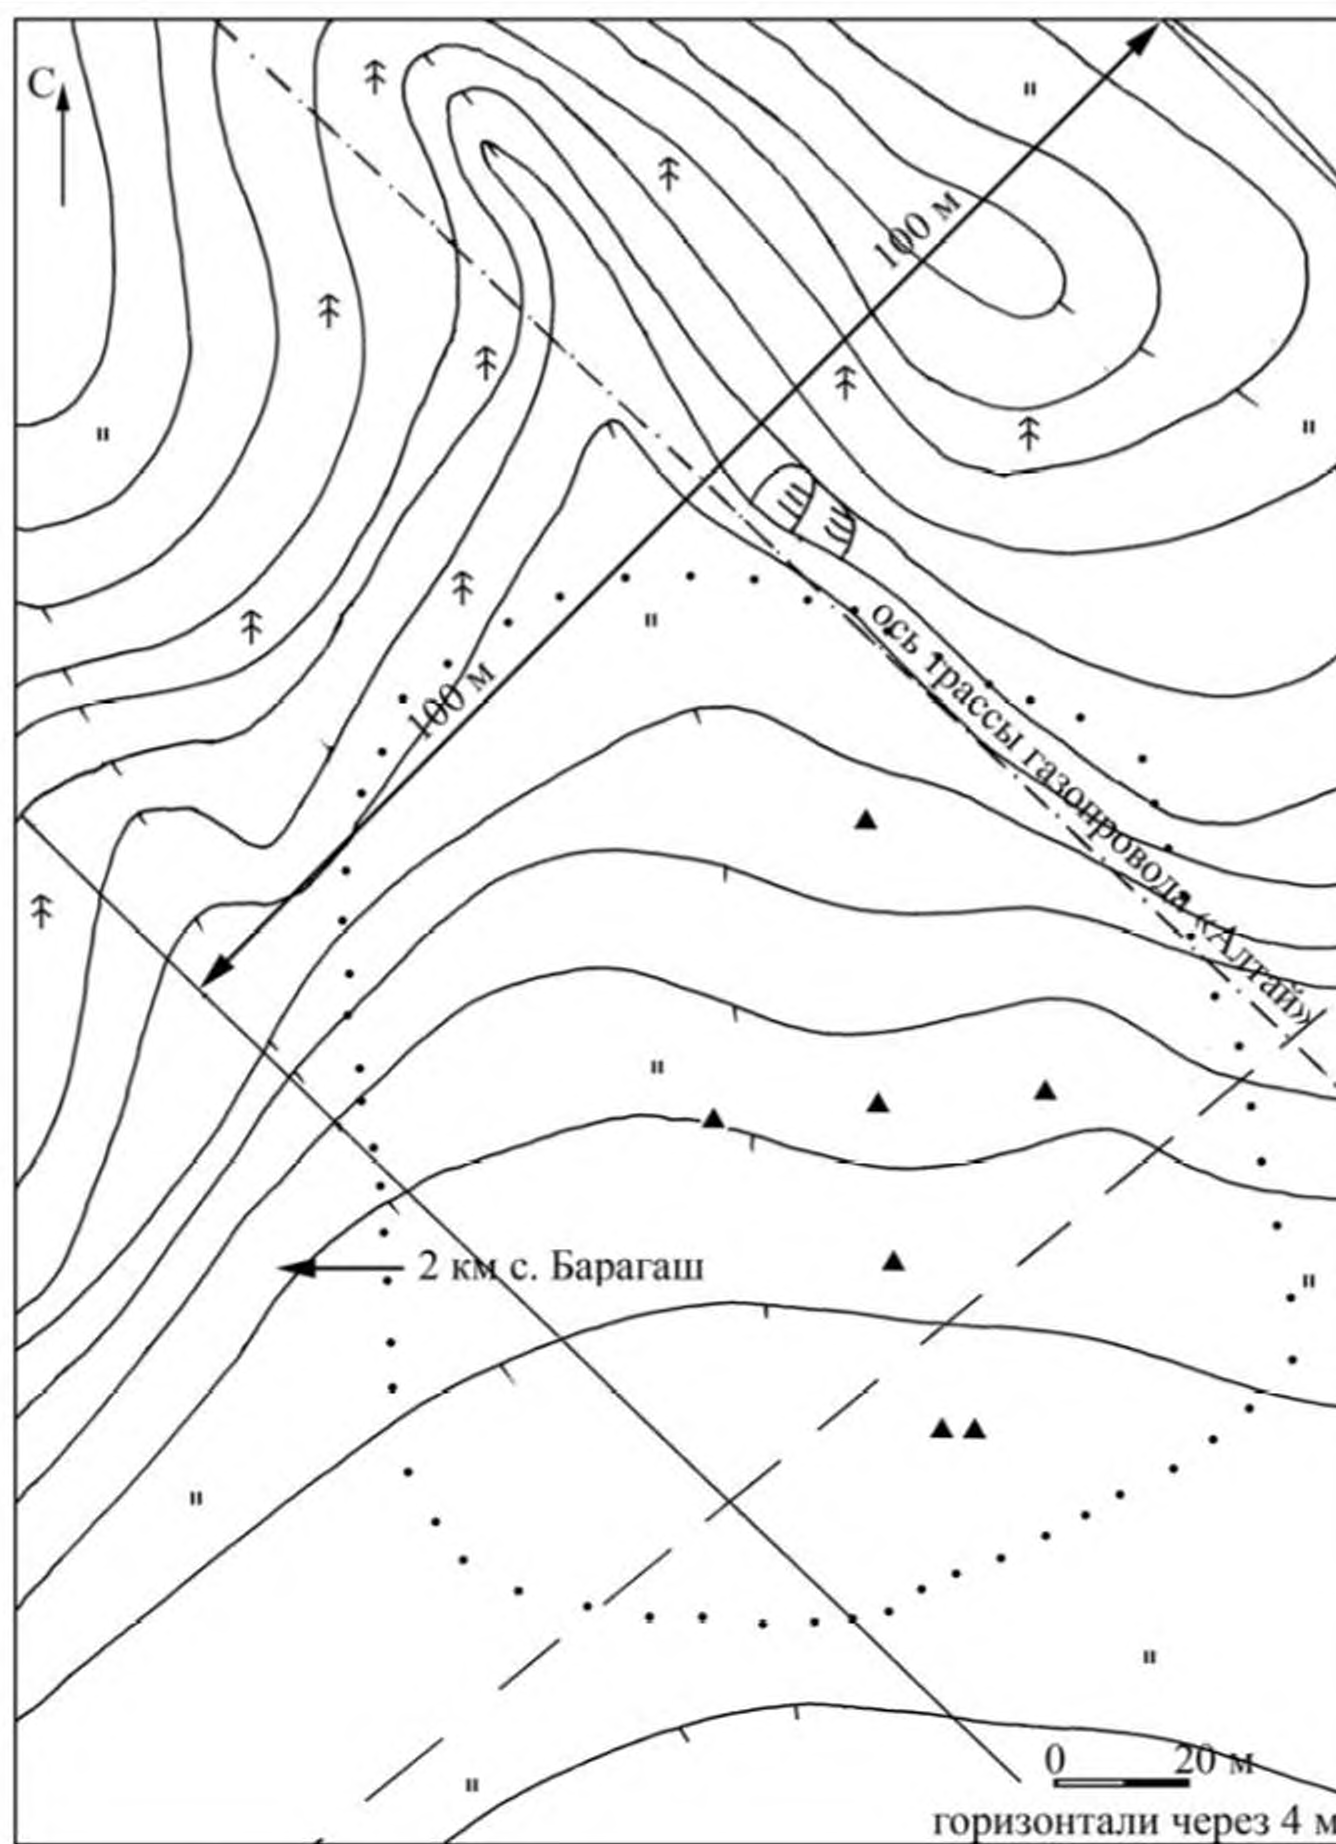 С
100 м
100 м
ось трассы газопровода «Алтай»
2 км с. Барагаш
0 20 м
горизонтали через 4 м